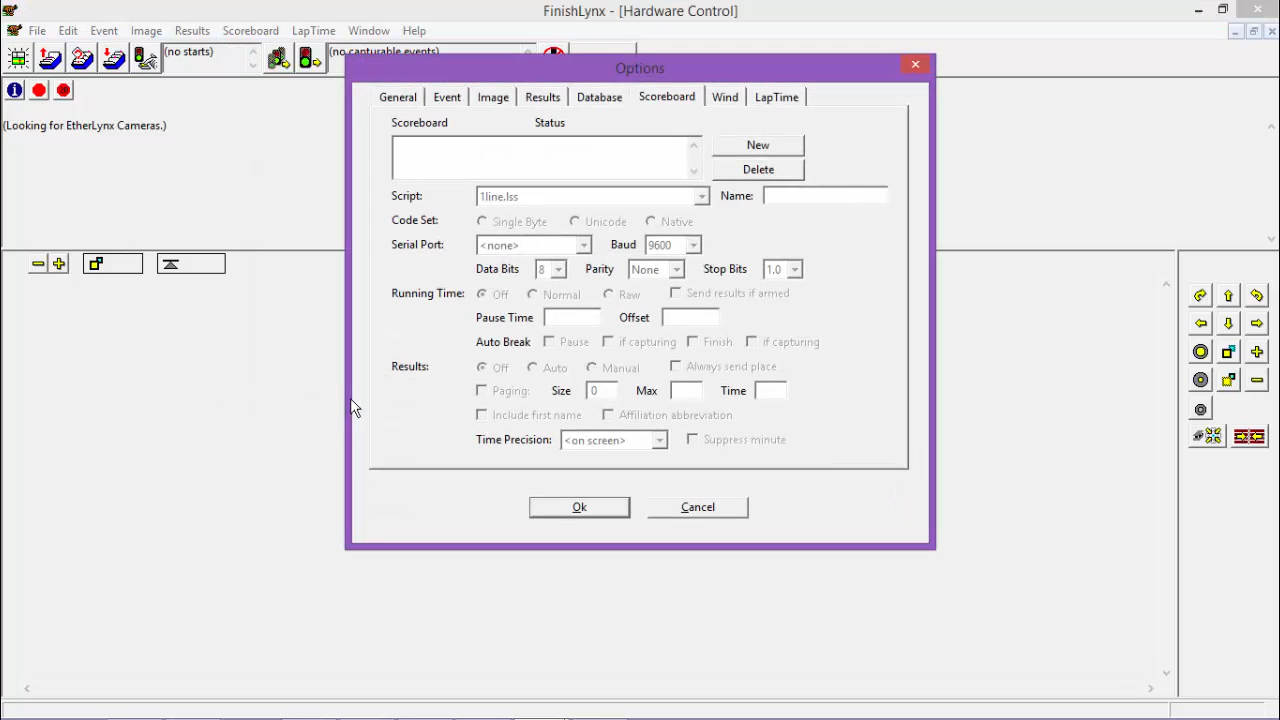 FinishLynx - [Hardware Control]
File Edit Event Image Results Scoreboard LapTime Window Help
(no starts)
(no capturable events)
(Looking for EtherLynx Cameras.)
Options
General Event Image Results Database Scoreboard Wind LapTime
Scoreboard Status
New
Delete
Script: 1line.lss Name:
Code Set: Single Byte Unicode Native
Serial Port: <none> Baud 9600
Data Bits 8 Parity None Stop Bits 1.0
Running Time: Off Normal Raw Send results if armed
Pause Time Offset
Auto Break Pause if capturing Finish if capturing
Results: Off Auto Manual Always send place
Paging: Size 0 Max Time
Include first name Affiliation abbreviation
Time Precision: <on screen> Suppress minute
Ok Cancel